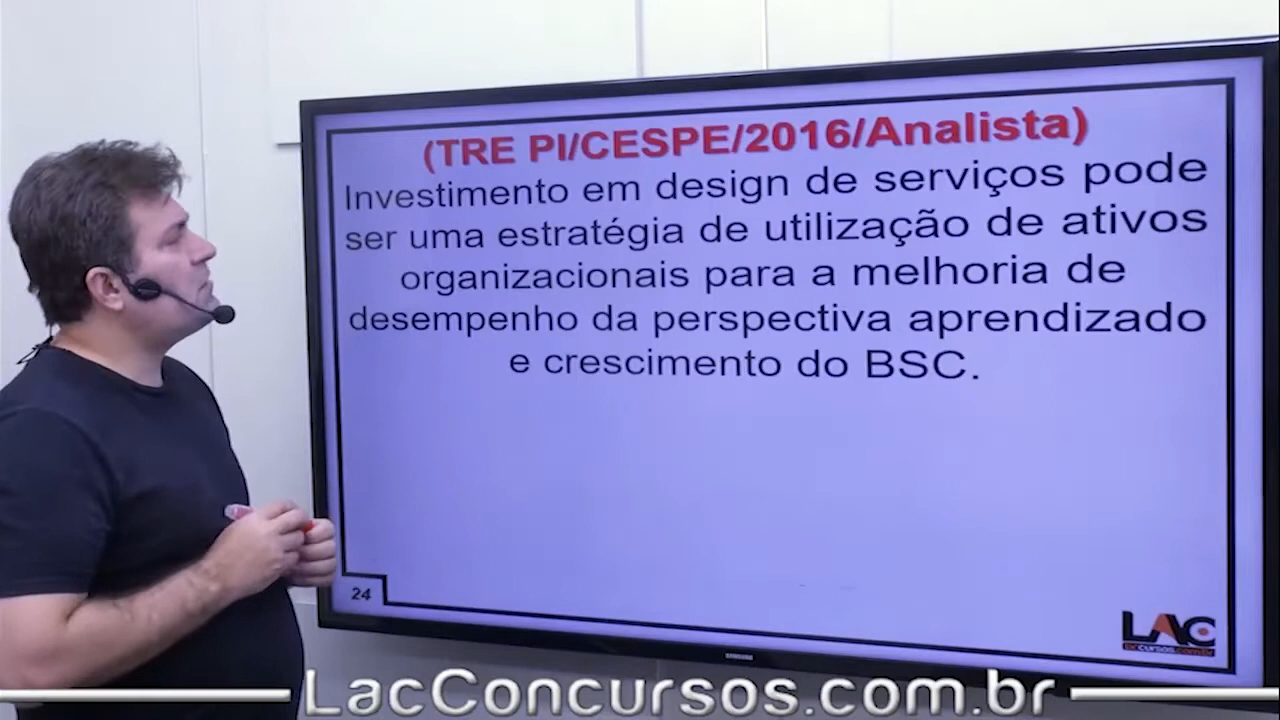 (TRE PI/CESPE/2016/Analista)
Investimento em design de serviços pode
ser uma estratégia de utilização de ativos
organizacionais para a melhoria de
desempenho da perspectiva aprendizado
e crescimento do BSC.
24
LAC
SAMSUNG
LacConcursos.com.br